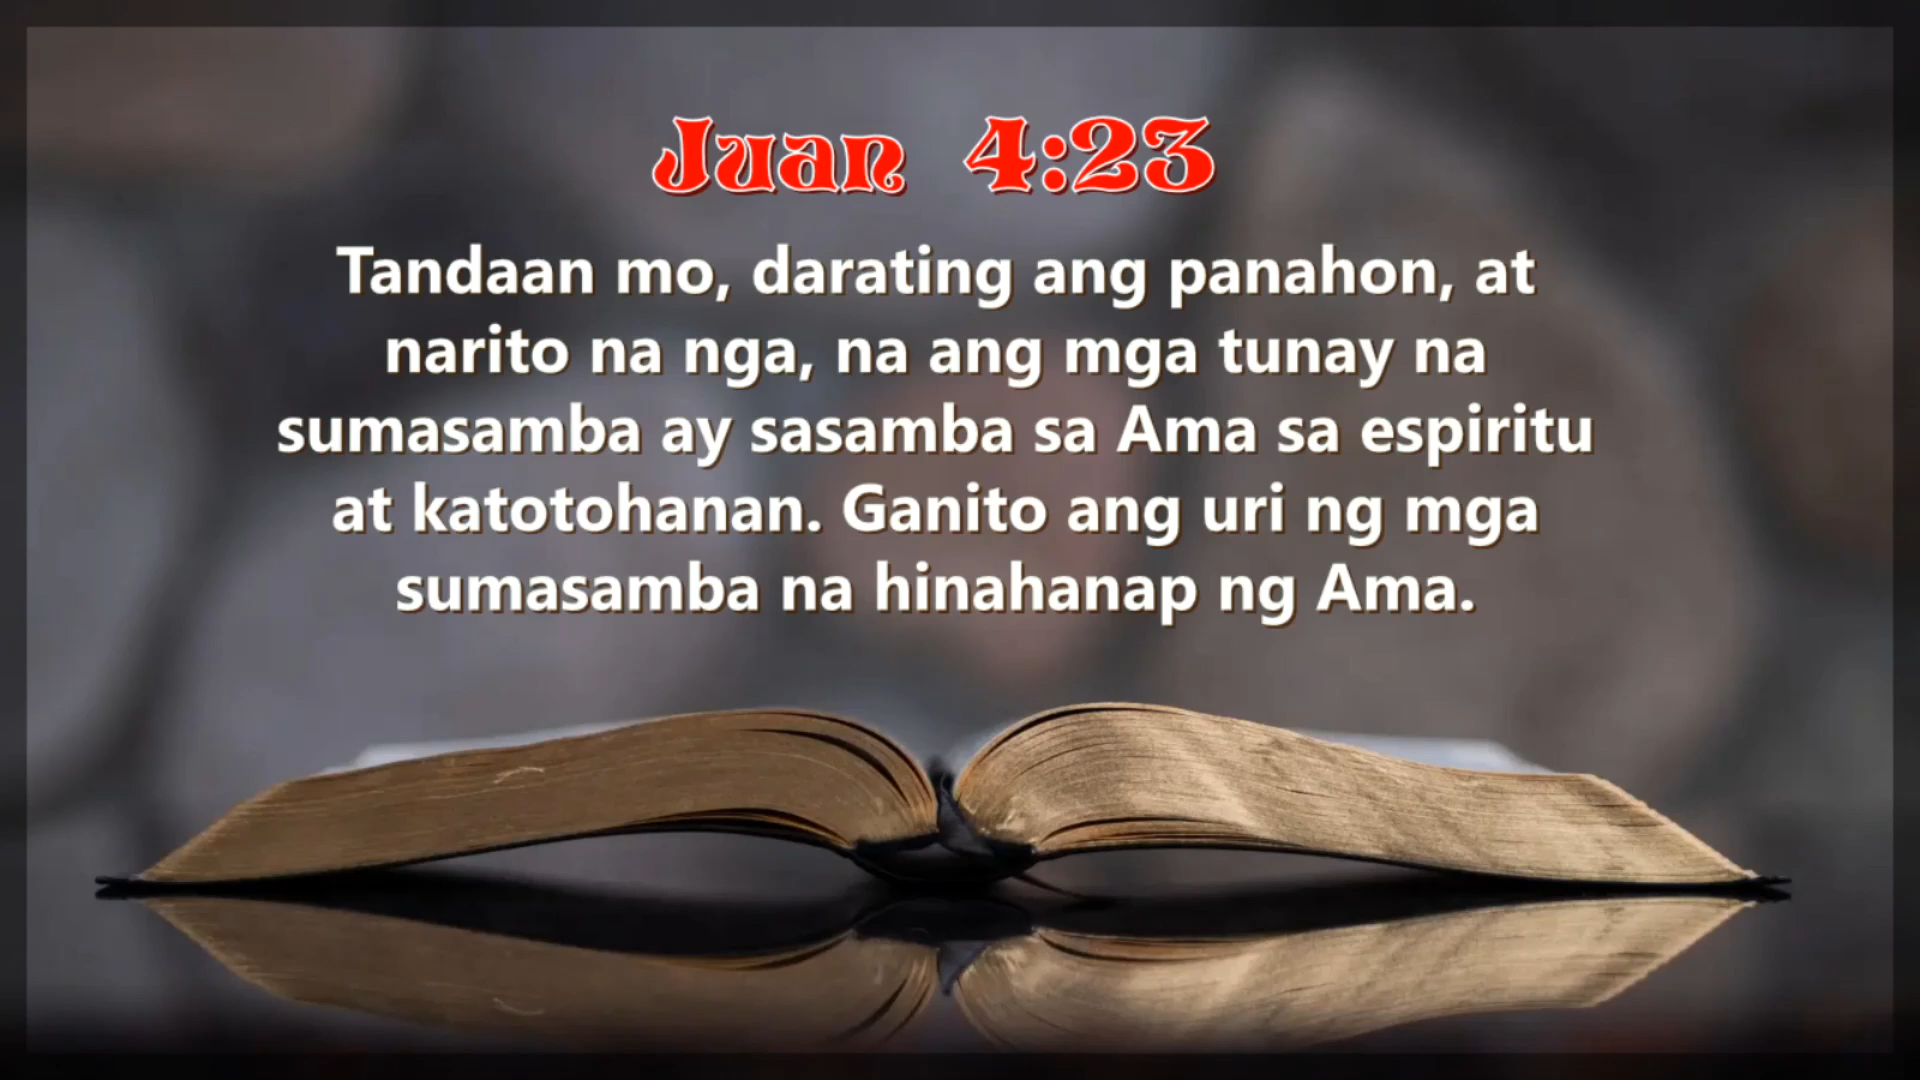 Juan 4:23
Tandaan mo, darating ang panahon, at
narito na nga, na ang mga tunay na
sumasamba ay sasamba sa Ama sa espiritu
at katotohanan. Ganito ang uri ng mga
sumasamba na hinahanap ng Ama.